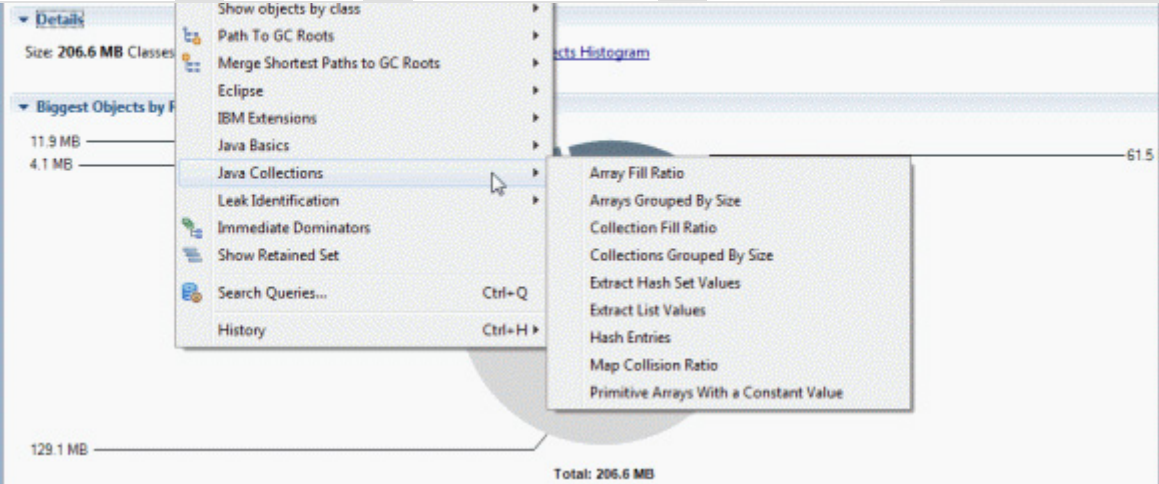 Details
Show objects by class
Path To GC Roots
Size: 206.6 MB Classes
cts Histogram
Merge Shortest Paths to GC Roots
Eclipse
Biggest Objects by R
IBM Extensions
11.9 MB
Java Basics
4.1 MB
61.5
Java Collections
Leak Identification
Immediate Dominators
Show Retained Set
Search Queries... Ctrl+Q
History Ctrl+H
Array Fill Ratio
Arrays Grouped By Size
Collection Fill Ratio
Collections Grouped By Size
Extract Hash Set Values
Extract List Values
Hash Entries
Map Collision Ratio
Primitive Arrays With a Constant Value
129.1 MB
Total: 206.6 MB